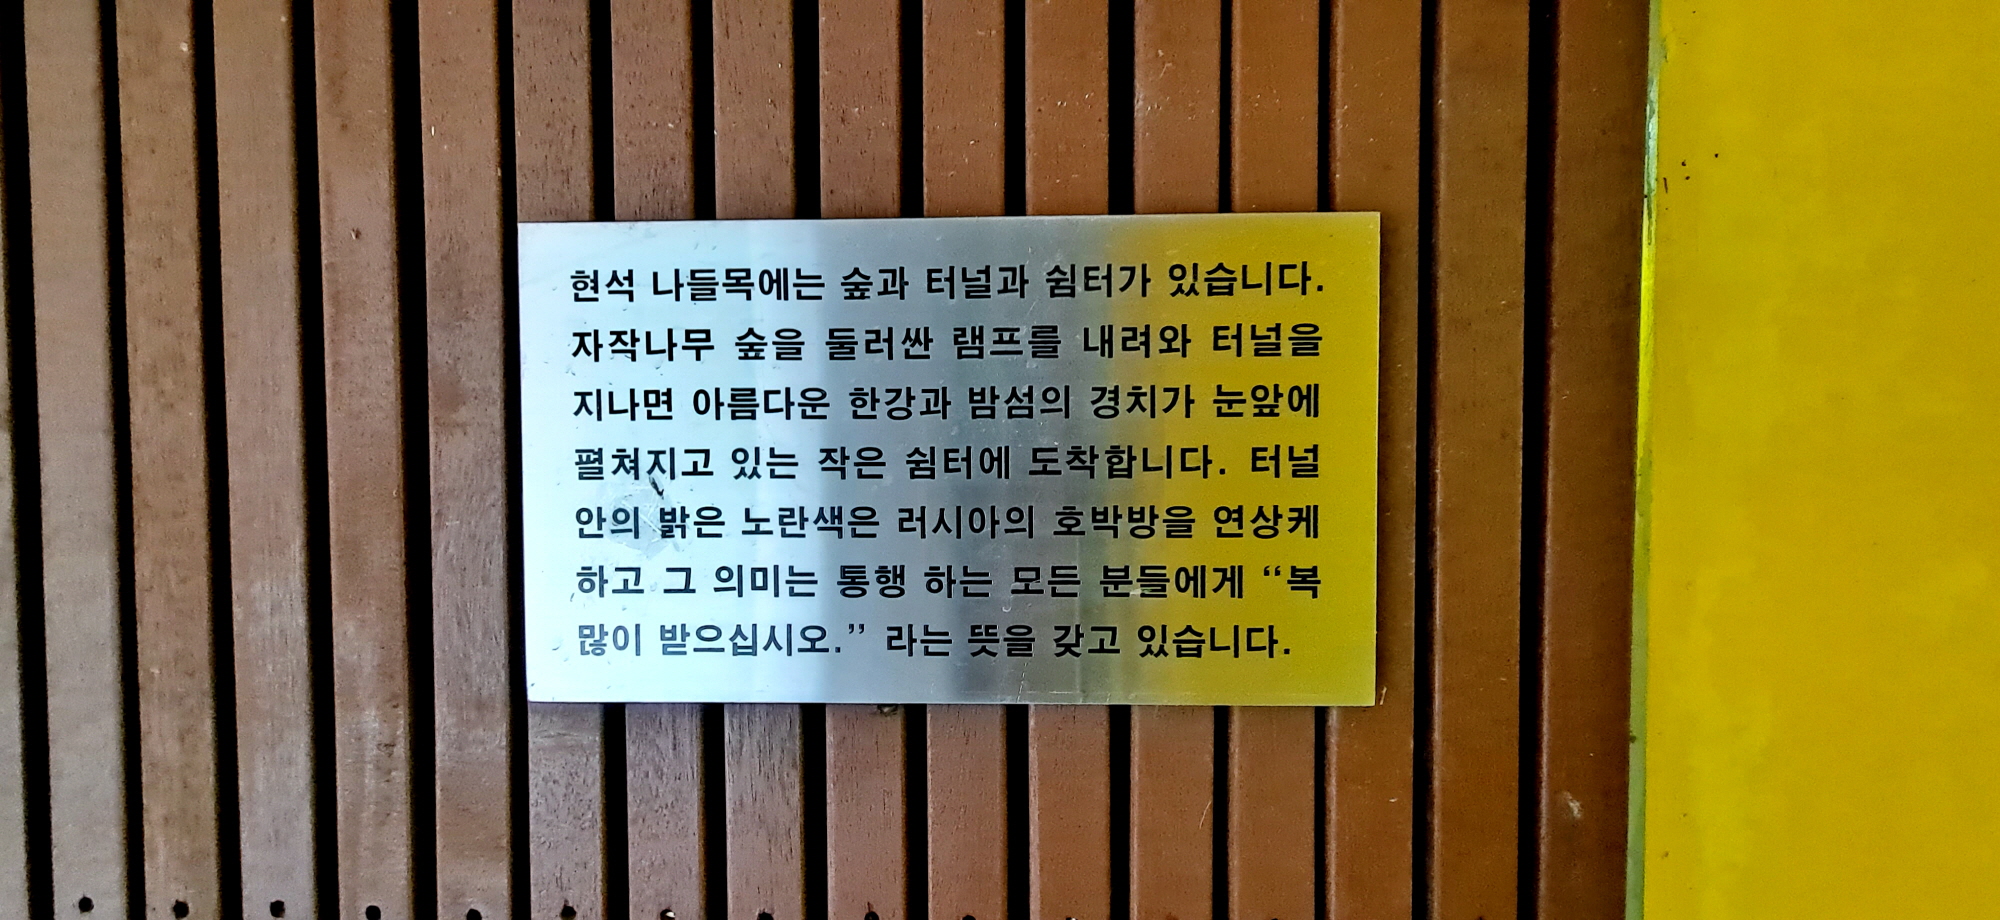 현석 나들목에는 숲과 터널과 쉼터가 있습니다.
자작나무 숲을 둘러싼 램프를 내려와 터널을
지나면 아름다운 한강과 밤섬의 경치가 눈앞에
펼쳐지고 있는 작은 쉼터에 도착합니다. 터널
안의 밝은 노란색은 러시아의 호박방을 연상케
하고 그 의미는 통행 하는 모든 분들에게 “복
많이 받으십시오.” 라는 뜻을 갖고 있습니다.